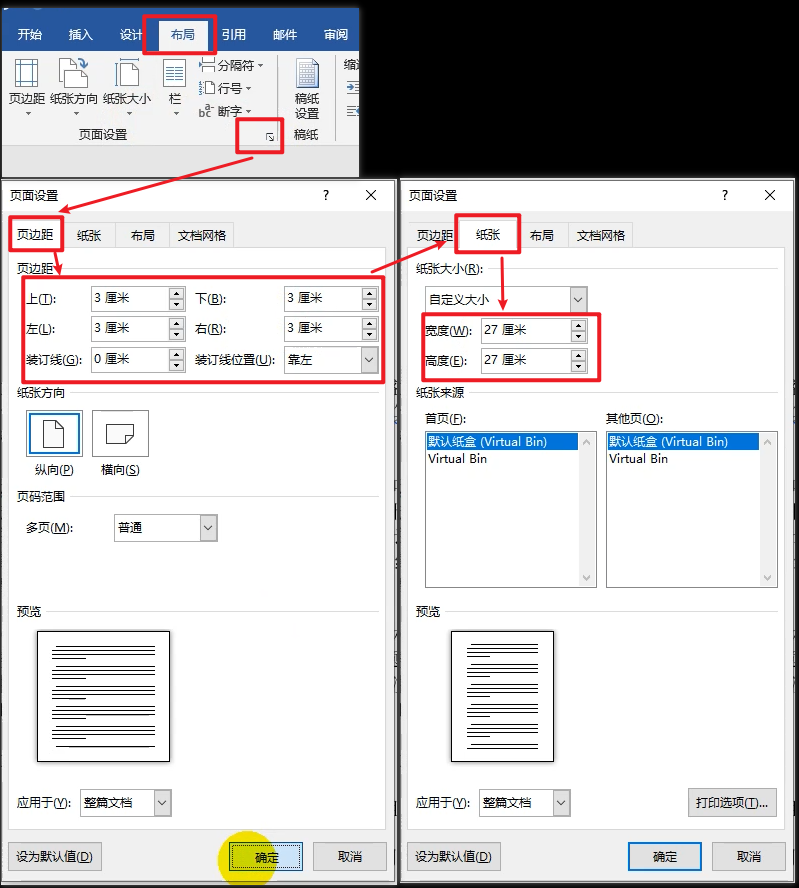 开始 插入 设计 布局 引用 邮件 审阅
页边距 纸张方向 纸张大小 栏 分隔符 行号 断字 稿纸设置
页面设置 稿纸
页面设置 ? ×
页边距 纸张 布局 文档网格
页边距
上(T): 3 厘米 下(B): 3 厘米
左(L): 3 厘米 右(R): 3 厘米
装订线(G): 0 厘米 装订线位置(U): 靠左
纸张方向
纵向(P) 横向(S)
页码范围
多页(M): 普通
预览
应用于(Y): 整篇文档
设为默认值(D) 确定 取消
页面设置 ? ×
页边距 纸张 布局 文档网格
纸张大小(R):
自定义大小
宽度(W): 27 厘米
高度(E): 27 厘米
纸张来源
首页(F): 其他页(O):
默认纸盒 (Virtual Bin) 默认纸盒 (Virtual Bin)
Virtual Bin Virtual Bin
预览
应用于(Y): 整篇文档 打印选项(T)...
设为默认值(D) 确定 取消